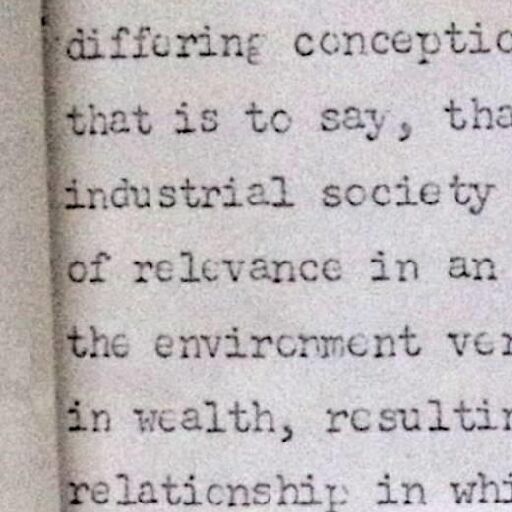 differing conceptio
that is to say, tha
industrial society
of relevance in an
the environment ver
in wealth, resultin
relationship in whi